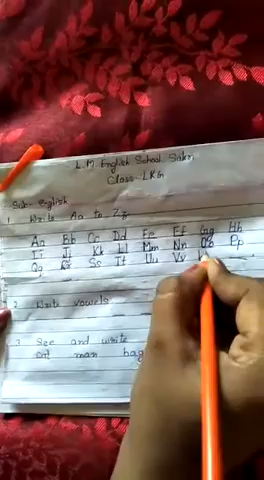 L.M. English School Sakri
Class - LKG
Sub - English
1 Write Aa to Zz
Aa Bb Cc Dd Ee Ff Gg Hh
Ii Jj Kk Ll Mm Nn Oo Pp
Qq Ss Tt Uu Vv
2 Write vowels
3 See and write
cat man bag